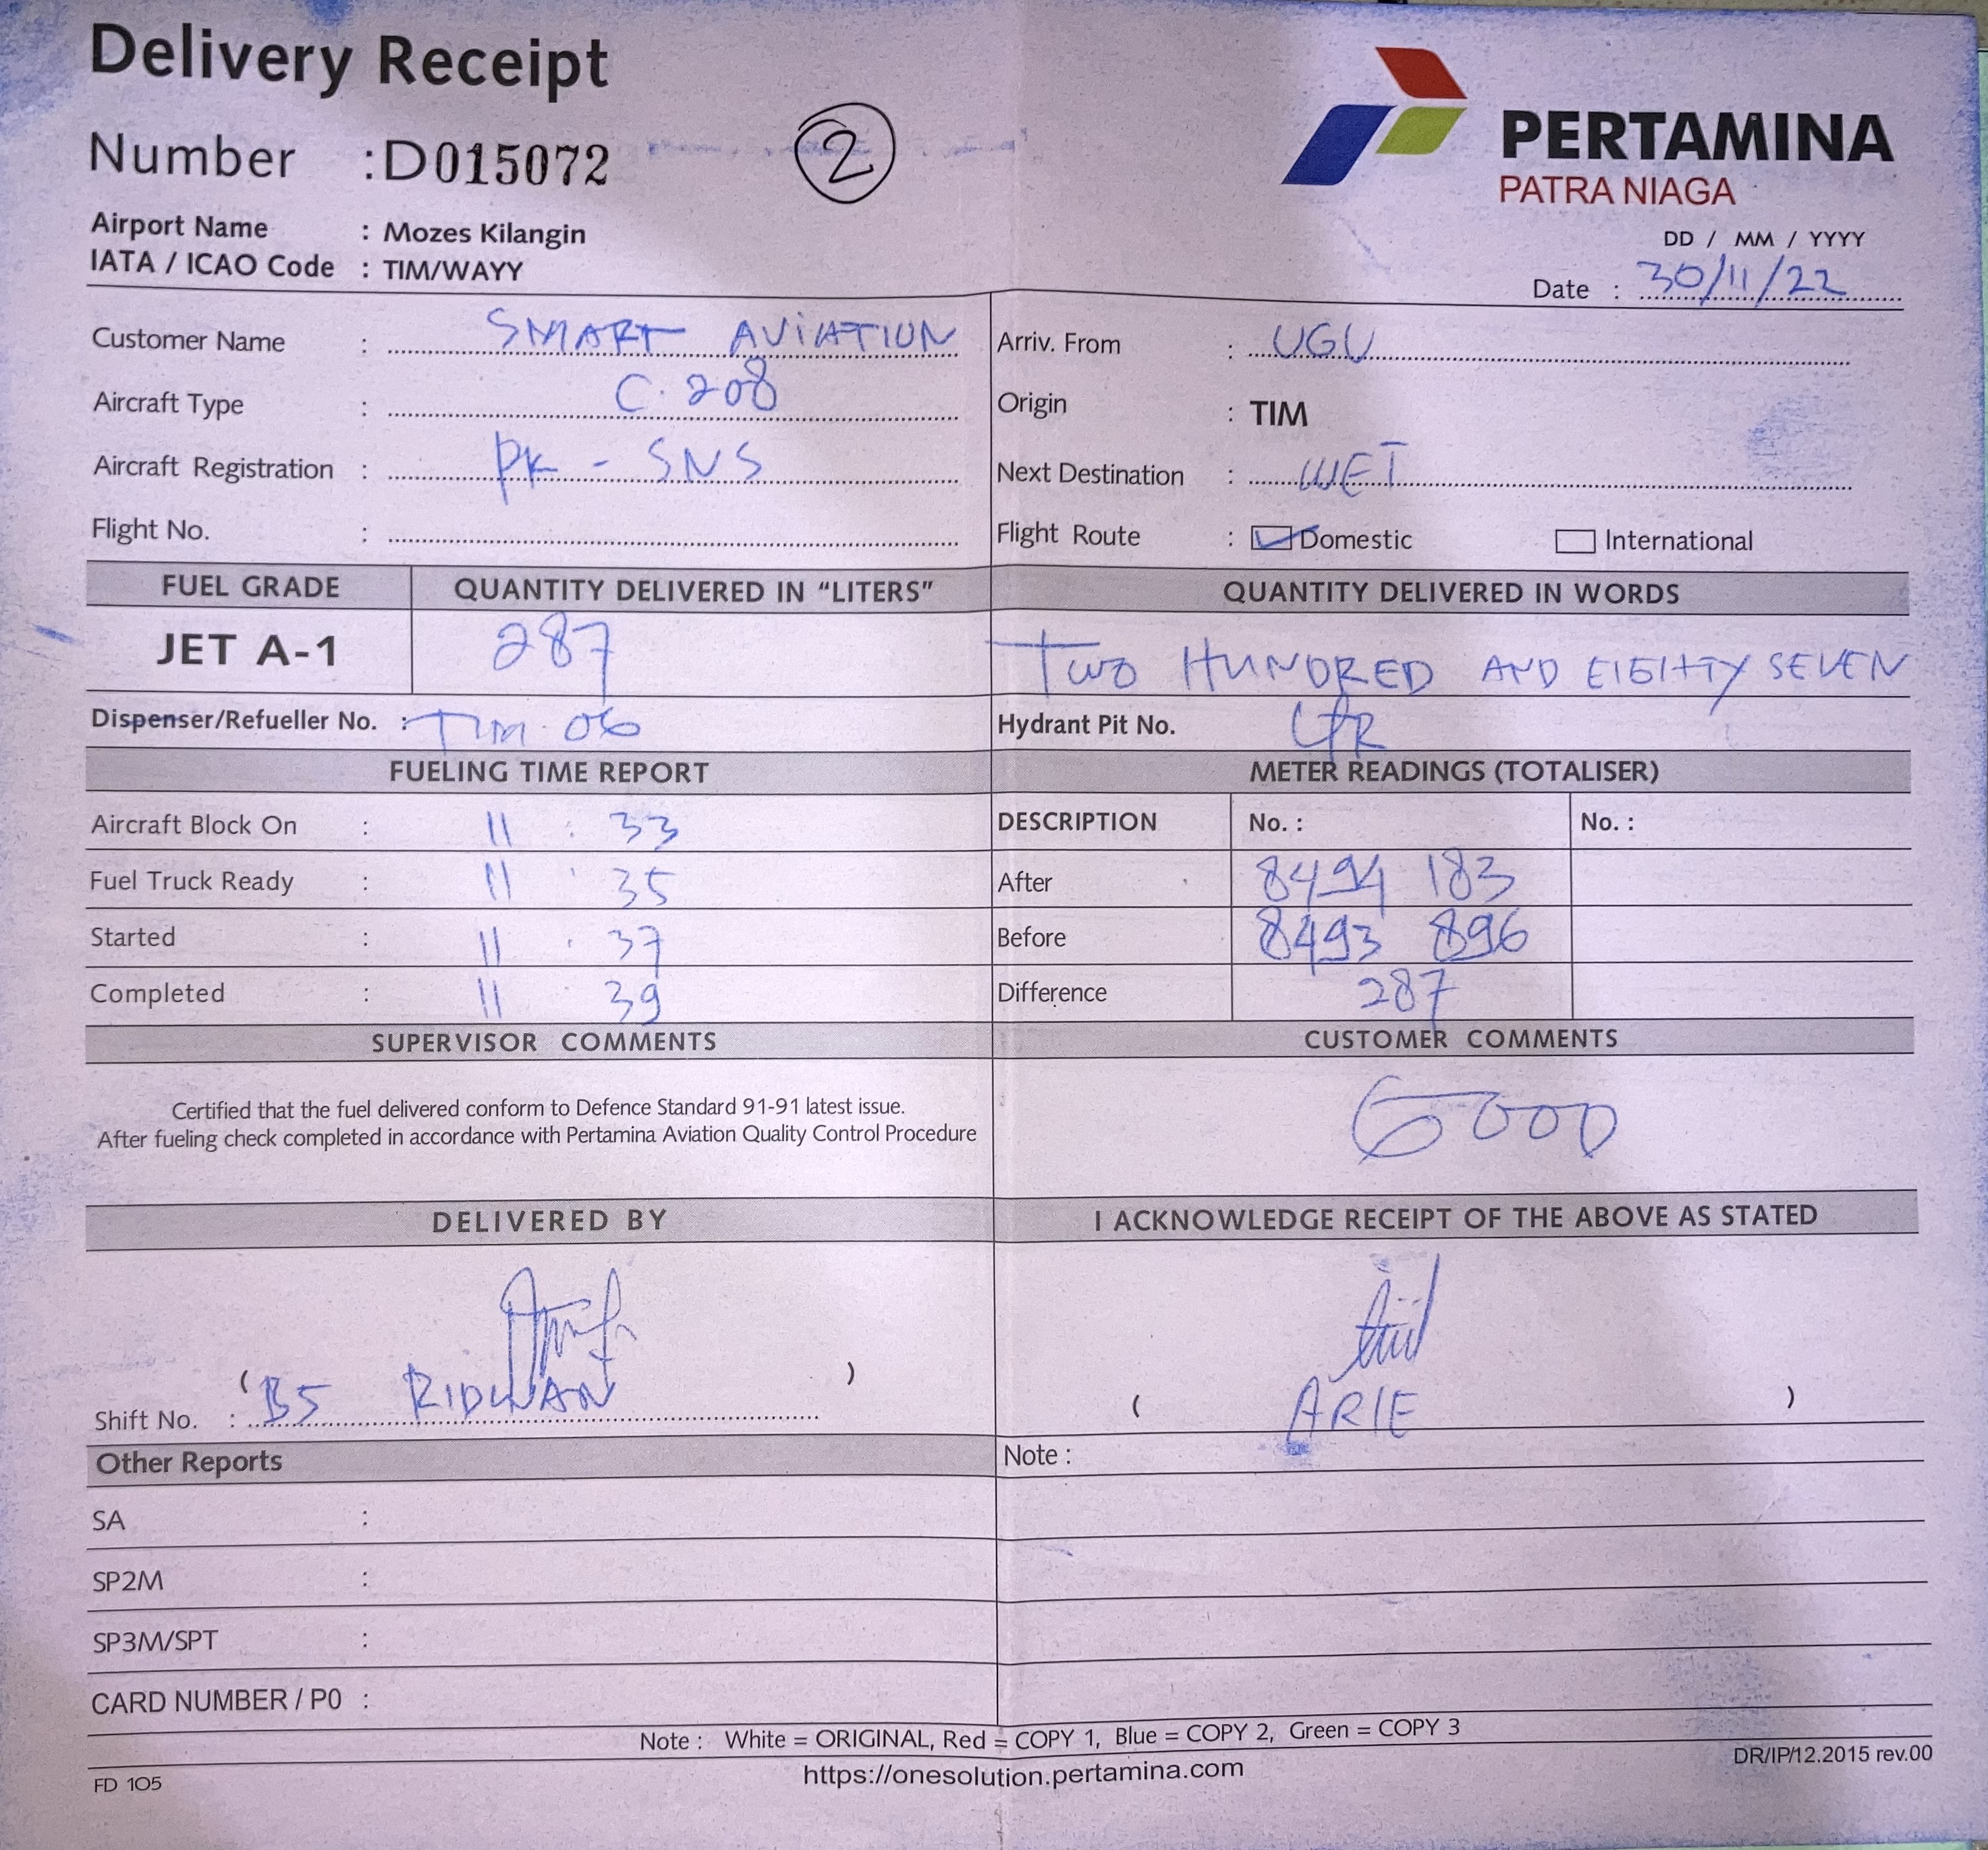 Delivery Receipt
Number : D015072
2
PERTAMINA
PATRA NIAGA
Airport Name : Mozes Kilangin
IATA / ICAO Code : TIM/WAYY
DD / MM / YYYY
Date : 30/11/22
Customer Name : SMART AVIATION
Arriv. From : UGU
Aircraft Type : C.208
Origin : TIM
Aircraft Registration : PK - SNS
Next Destination : WET
Flight No. :
Flight Route : Domestic International
FUEL GRADE QUANTITY DELIVERED IN “LITERS” QUANTITY DELIVERED IN WORDS
JET A-1 287 TWO HUNDRED AND EIGHTY SEVEN
Dispenser/Refueller No. : TIM.06
Hydrant Pit No.
FUELING TIME REPORT METER READINGS (TOTALISER)
Aircraft Block On : 11 : 33
DESCRIPTION No. : No. :
Fuel Truck Ready : 11 : 35
After 8494 183
Started : 11 : 37
Before 8493 896
Completed : 11 39
Difference 287
SUPERVISOR COMMENTS CUSTOMER COMMENTS
Certified that the fuel delivered conform to Defence Standard 91-91 latest issue.
After fueling check completed in accordance with Pertamina Aviation Quality Control Procedure
GOOD
DELIVERED BY I ACKNOWLEDGE RECEIPT OF THE ABOVE AS STATED
( )
Shift No. : B5 RIDWAN
( ARIE )
Other Reports
Note :
SA :
SP2M :
SP3M/SPT :
CARD NUMBER / P0 :
Note : White = ORIGINAL, Red = COPY 1, Blue = COPY 2, Green = COPY 3
FD 105
https://onesolution.pertamina.com
DR/IP/12.2015 rev.00